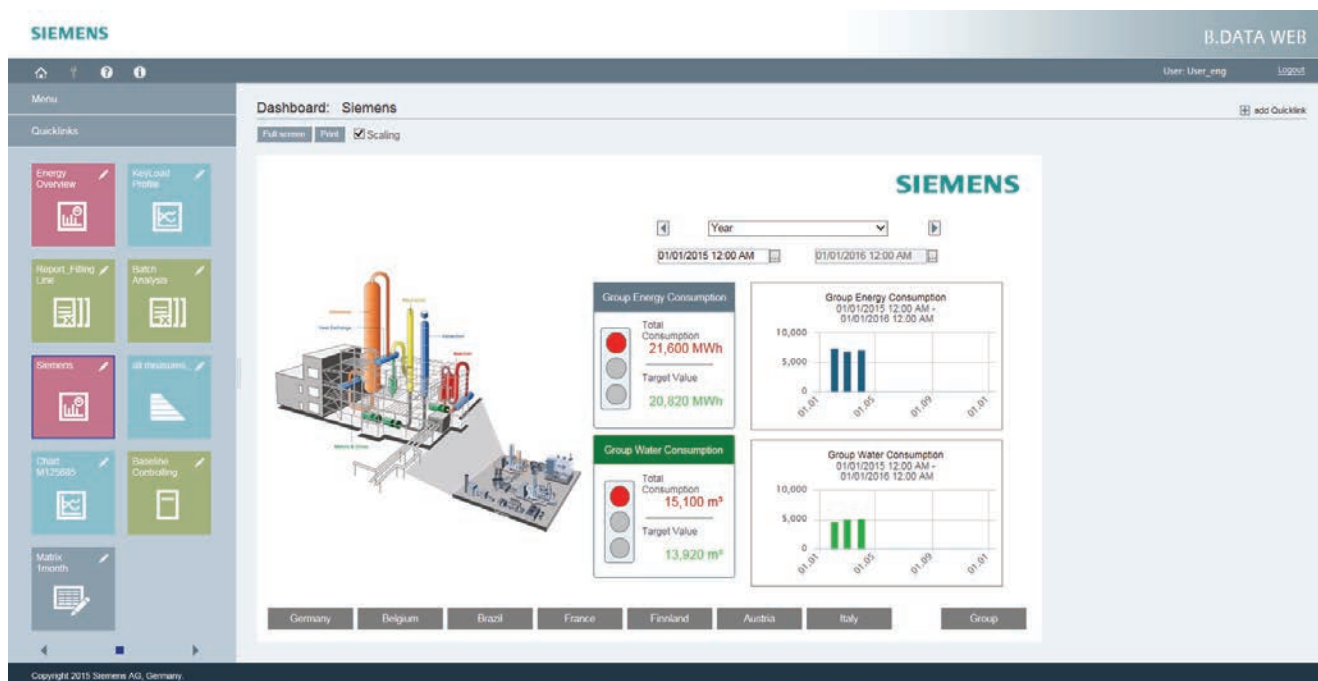 SIEMENS
B.DATA WEB
User: User_eng
Logout
Menu
Quicklinks
Dashboard: Siemens
add Quicklink
Full screen
Print
Scaling
Energy
Overview
KeyLoad
Profile
Report_Filling
Line
Batch
Analysis
Siemens
all measures
Chart
M125885
Baseline
Controlling
Matrix
1month
SIEMENS
Year
01/01/2015 12:00 AM
01/01/2016 12:00 AM
Group Energy Consumption
Total
Consumption
21,600 MWh
Target Value
20,820 MWh
Group Energy Consumption
01/01/2015 12:00 AM -
01/01/2016 12:00 AM
10,000
5,000
0
01.01
01.05
01.09
01.01
Group Water Consumption
Total
Consumption
15,100 m³
Target Value
13,920 m³
Group Water Consumption
01/01/2015 12:00 AM -
01/01/2016 12:00 AM
10,000
5,000
0
01.01
01.05
01.09
01.01
Germany
Belgium
Brazil
France
Finnland
Austria
Italy
Group
Copyright 2015 Siemens AG, Germany.